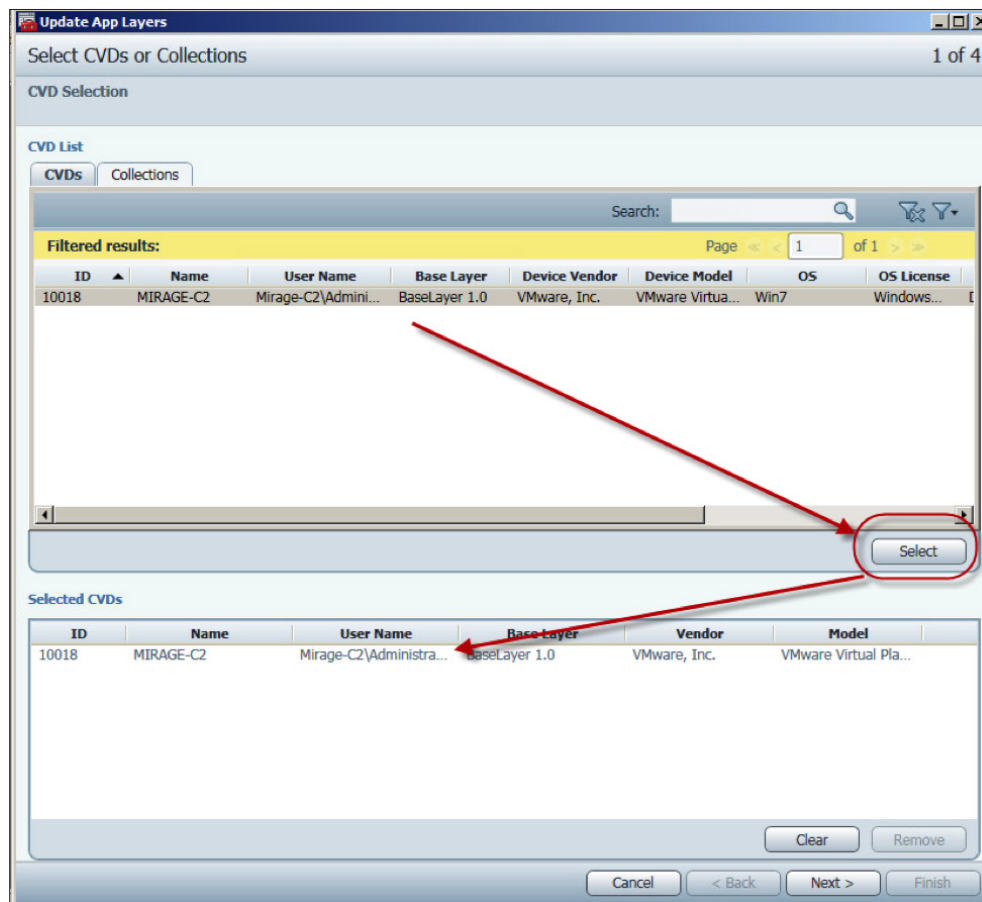 Update App Layers
Select CVDs or Collections 1 of 4
CVD Selection
CVD List
CVDs Collections
Search:
Filtered results: Page 1 of 1
ID Name User Name Base Layer Device Vendor Device Model OS OS License
10018 MIRAGE-C2 Mirage-C2\Admini... BaseLayer 1.0 VMware, Inc. VMware Virtua... Win7 Windows...
Select
Selected CVDs
ID Name User Name Base Layer Vendor Model
10018 MIRAGE-C2 Mirage-C2\Administra... BaseLayer 1.0 VMware, Inc. VMware Virtual Pla...
Clear Remove
Cancel < Back Next > Finish